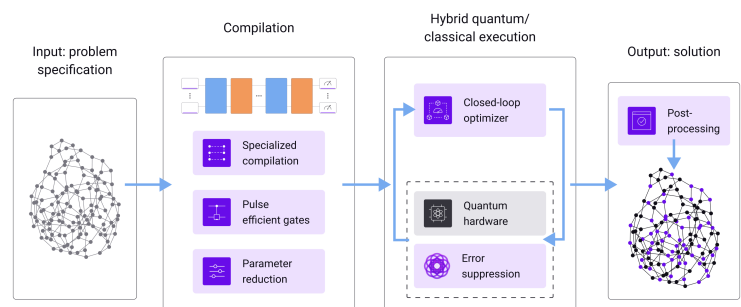 Input: problem
specification
Compilation
Specialized
compilation
Pulse
efficient gates
Parameter
reduction
Hybrid quantum/
classical execution
Closed-loop
optimizer
Quantum
hardware
Error
suppression
Output: solution
Post-
processing